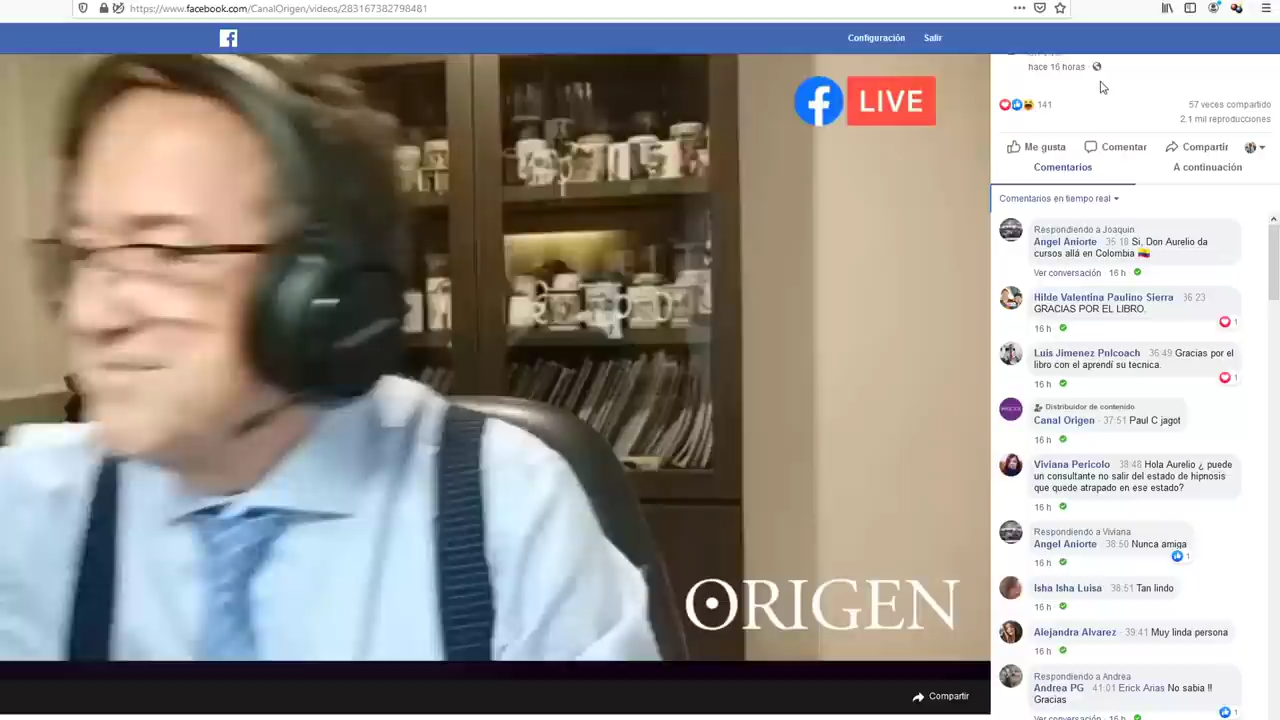 https://www.facebook.com/CanalOrigen/videos/283167382798481
Configuración
Salir
LIVE
ORIGEN
Compartir
hace 16 horas
141
57 veces compartido
2.1 mil reproducciones
Me gusta
Comentar
Compartir
Comentarios
A continuación
Comentarios en tiempo real
Respondiendo a Joaquin
Angel Aniorte · 35:18 Si, Don Aurelio da
cursos allá en Colombia
Ver conversación · 16 h
Hilde Valentina Paulino Sierra · 36:23
GRACIAS POR EL LIBRO.
1
16 h
Luis Jimenez Pnlcoach · 36:49 Gracias por el
libro con el aprendí su tecnica.
1
16 h
Distribuidor de contenido
Canal Origen · 37:51 Paul C jagot
16 h
Viviana Pericolo · 38:48 Hola Aurelio ¿ puede
un consultante no salir del estado de hipnosis
que quede atrapado en ese estado?
16 h
Respondiendo a Viviana
Angel Aniorte · 38:50 Nunca amiga
1
16 h
Isha Isha Luisa · 38:51 Tan lindo
16 h
Alejandra Alvarez · 39:41 Muy linda persona
16 h
Respondiendo a Andrea
Andrea PG · 41:01 Erick Arias No sabia !!
Gracias
1
Ver conversación · 16 h